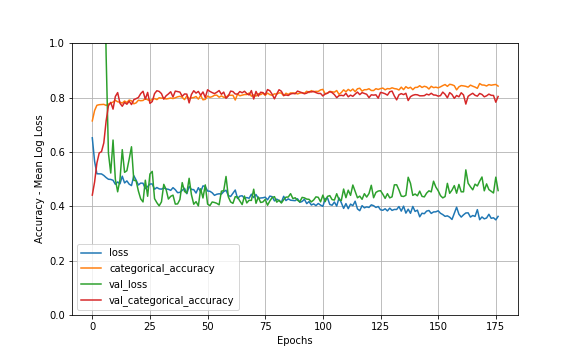 1.0
0.8
0.6
0.4
0.2
0.0
Accuracy - Mean Log Loss
loss
categorical_accuracy
val_loss
val_categorical_accuracy
0 25 50 75 100 125 150 175
Epochs